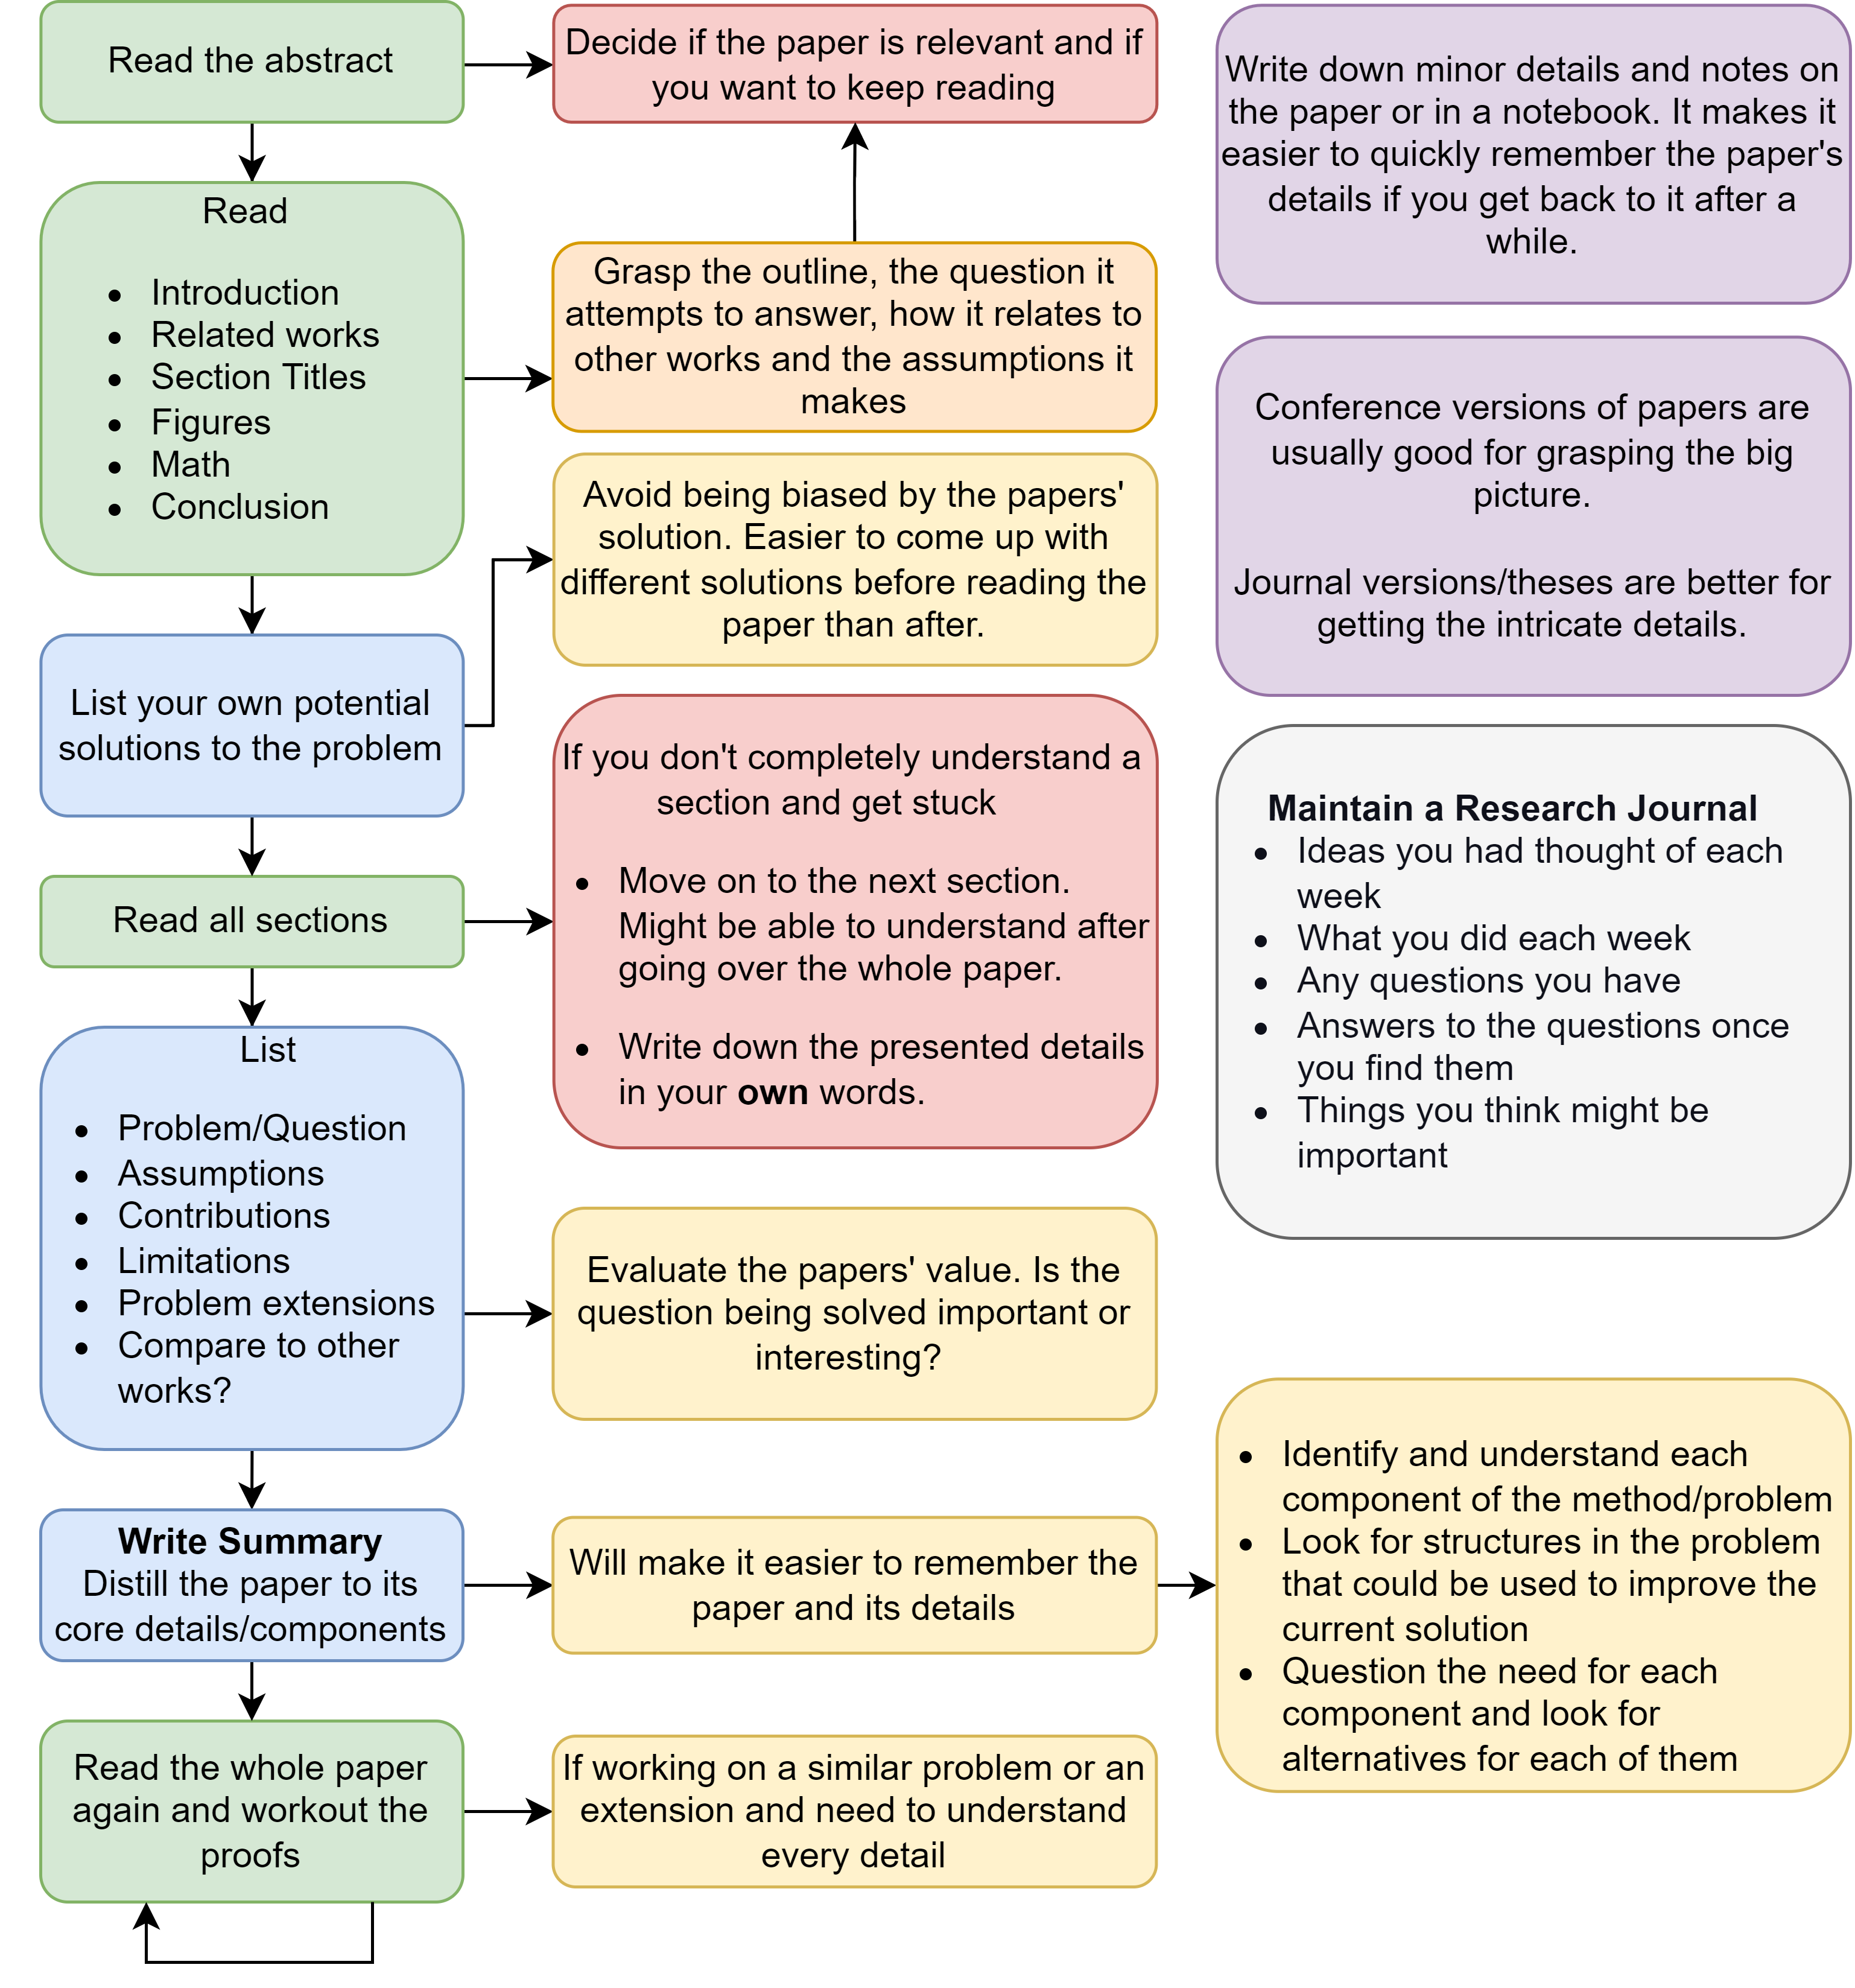 Read the abstract
Decide if the paper is relevant and if
you want to keep reading
Read
• Introduction
• Related works
• Section Titles
• Figures
• Math
• Conclusion
Grasp the outline, the question it
attempts to answer, how it relates to
other works and the assumptions it
makes
List your own potential
solutions to the problem
Avoid being biased by the papers'
solution. Easier to come up with
different solutions before reading the
paper than after.
Read all sections
If you don't completely understand a
section and get stuck
• Move on to the next section.
Might be able to understand after
going over the whole paper.
• Write down the presented details
in your own words.
List
• Problem/Question
• Assumptions
• Contributions
• Limitations
• Problem extensions
• Compare to other
works?
Evaluate the papers' value. Is the
question being solved important or
interesting?
Write Summary
Distill the paper to its
core details/components
Will make it easier to remember the
paper and its details
• Identify and understand each
component of the method/problem
• Look for structures in the problem
that could be used to improve the
current solution
• Question the need for each
component and look for
alternatives for each of them
Read the whole paper
again and workout the
proofs
If working on a similar problem or an
extension and need to understand
every detail
Write down minor details and notes on
the paper or in a notebook. It makes it
easier to quickly remember the paper's
details if you get back to it after a
while.
Conference versions of papers are
usually good for grasping the big
picture.
Journal versions/theses are better for
getting the intricate details.
Maintain a Research Journal
• Ideas you had thought of each
week
• What you did each week
• Any questions you have
• Answers to the questions once
you find them
• Things you think might be
important